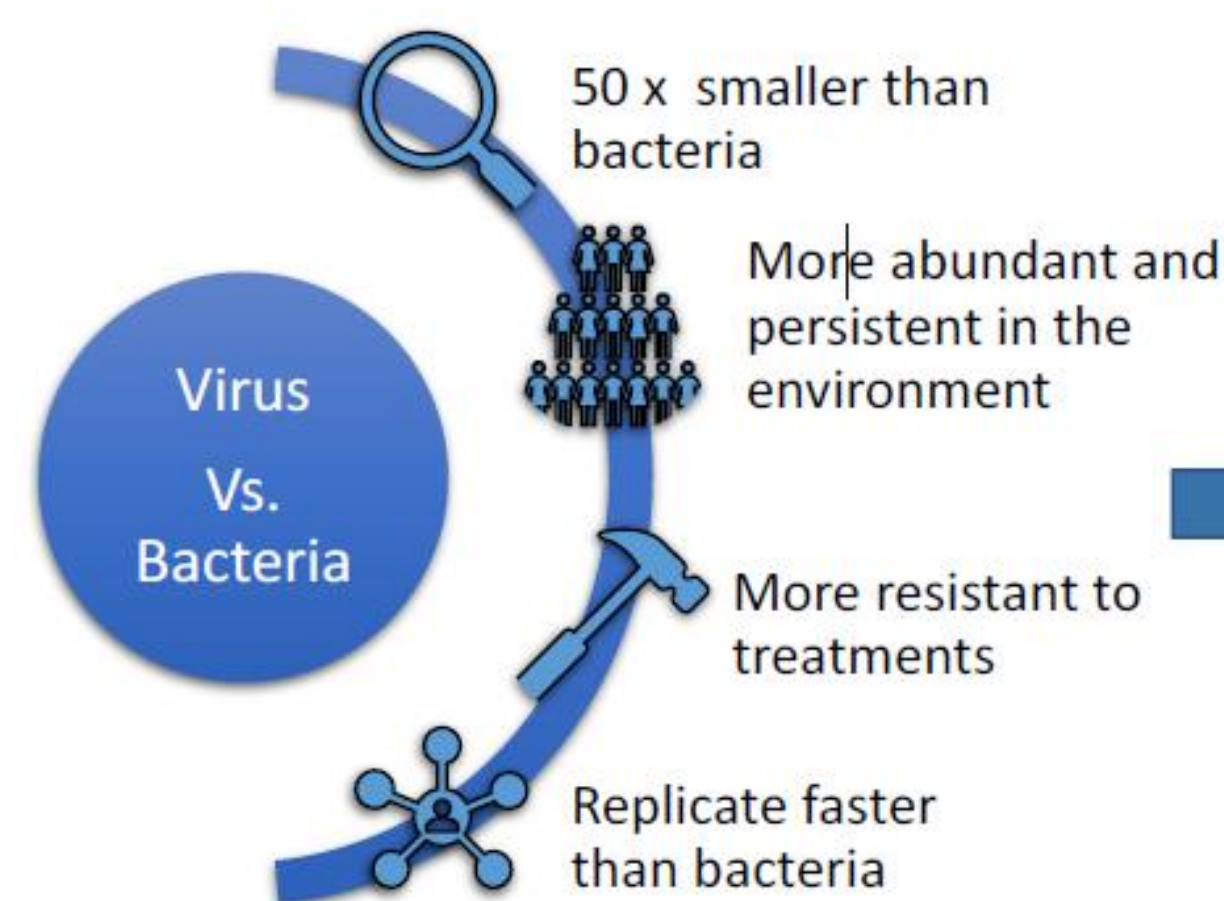 50 x  smaller than
bacteria
More abundant and
persistent in the
environment
Virus
Vs.
Bacteria
More resistant to
treatments
Replicate faster
than bacteria